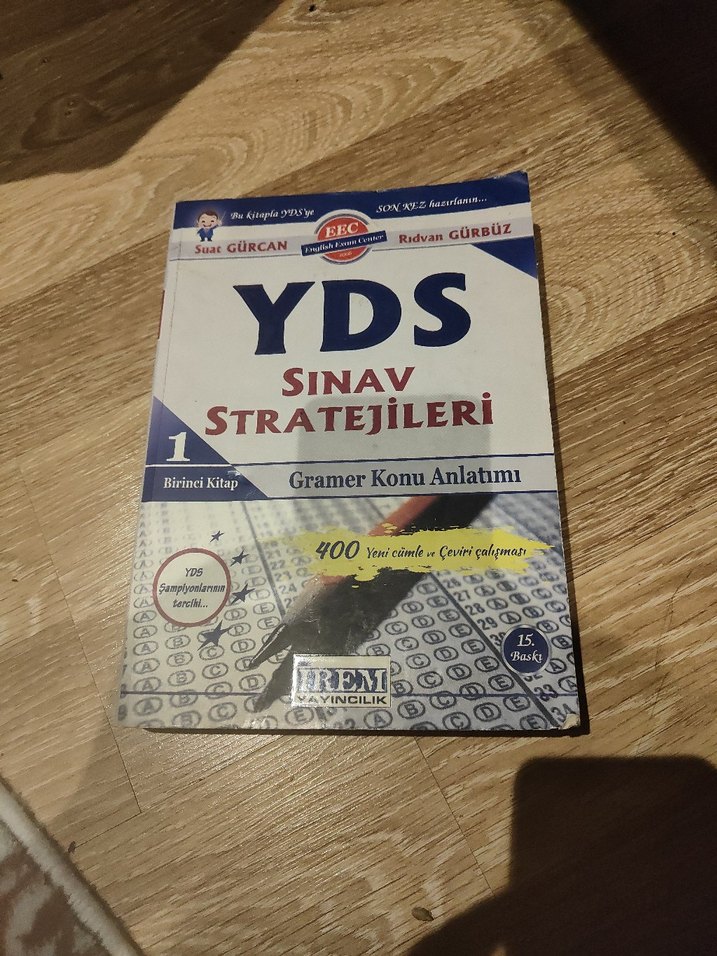 Bu kitapla YDS'ye
SON KEZ hazırlanın...
Suat GÜRCAN
EEC
English Exam Center
Rıdvan GÜRBÜZ
YDS
SINAV
STRATEJİLERİ
1
Birinci Kitap
Gramer Konu Anlatımı
400 Yeni cümle ve Çeviri çalışması
YDS
Şampiyonlarının
tercihi...
15.
Baskı
İREM
YAYINCILIK